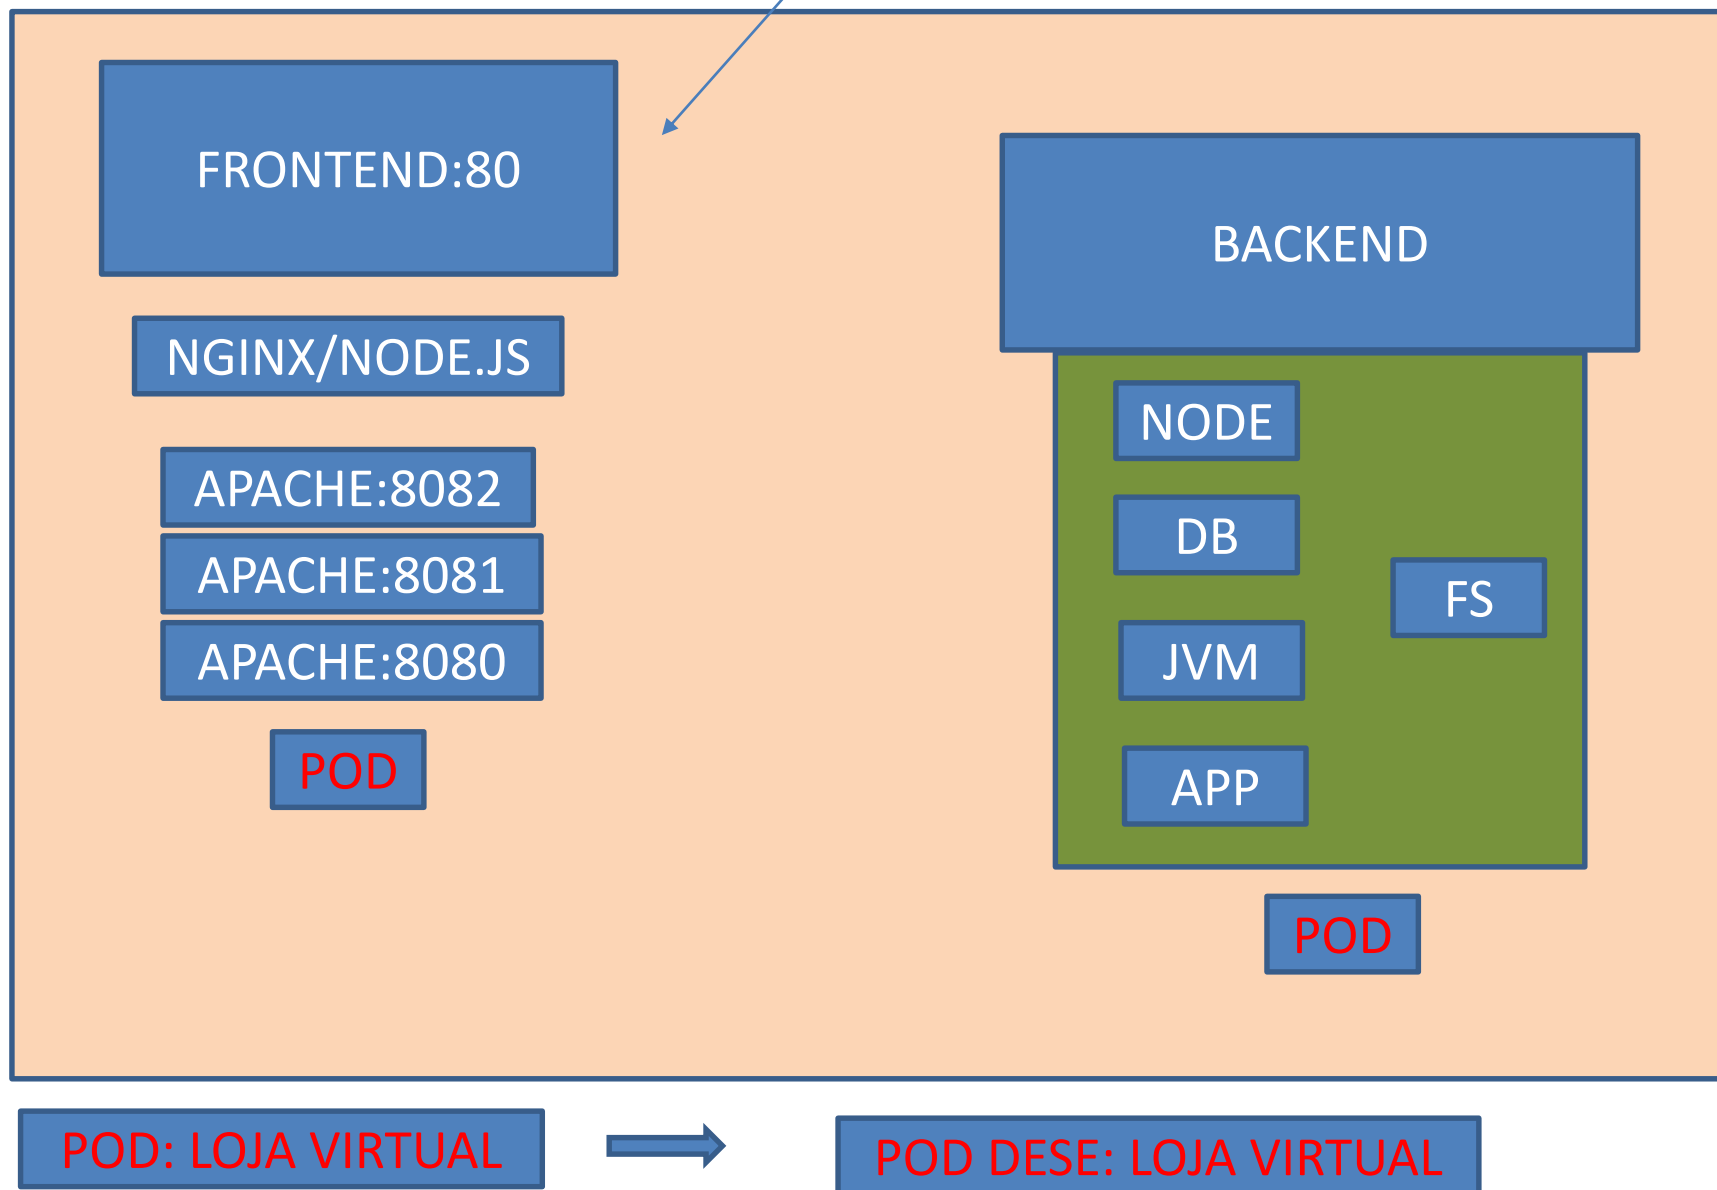 FRONTEND:80
NGINX/NODE.JS
APACHE:8082
APACHE:8081
APACHE:8080
POD
BACKEND
NODE
DB
FS
JVM
APP
POD
POD: LOJA VIRTUAL
POD DESE: LOJA VIRTUAL